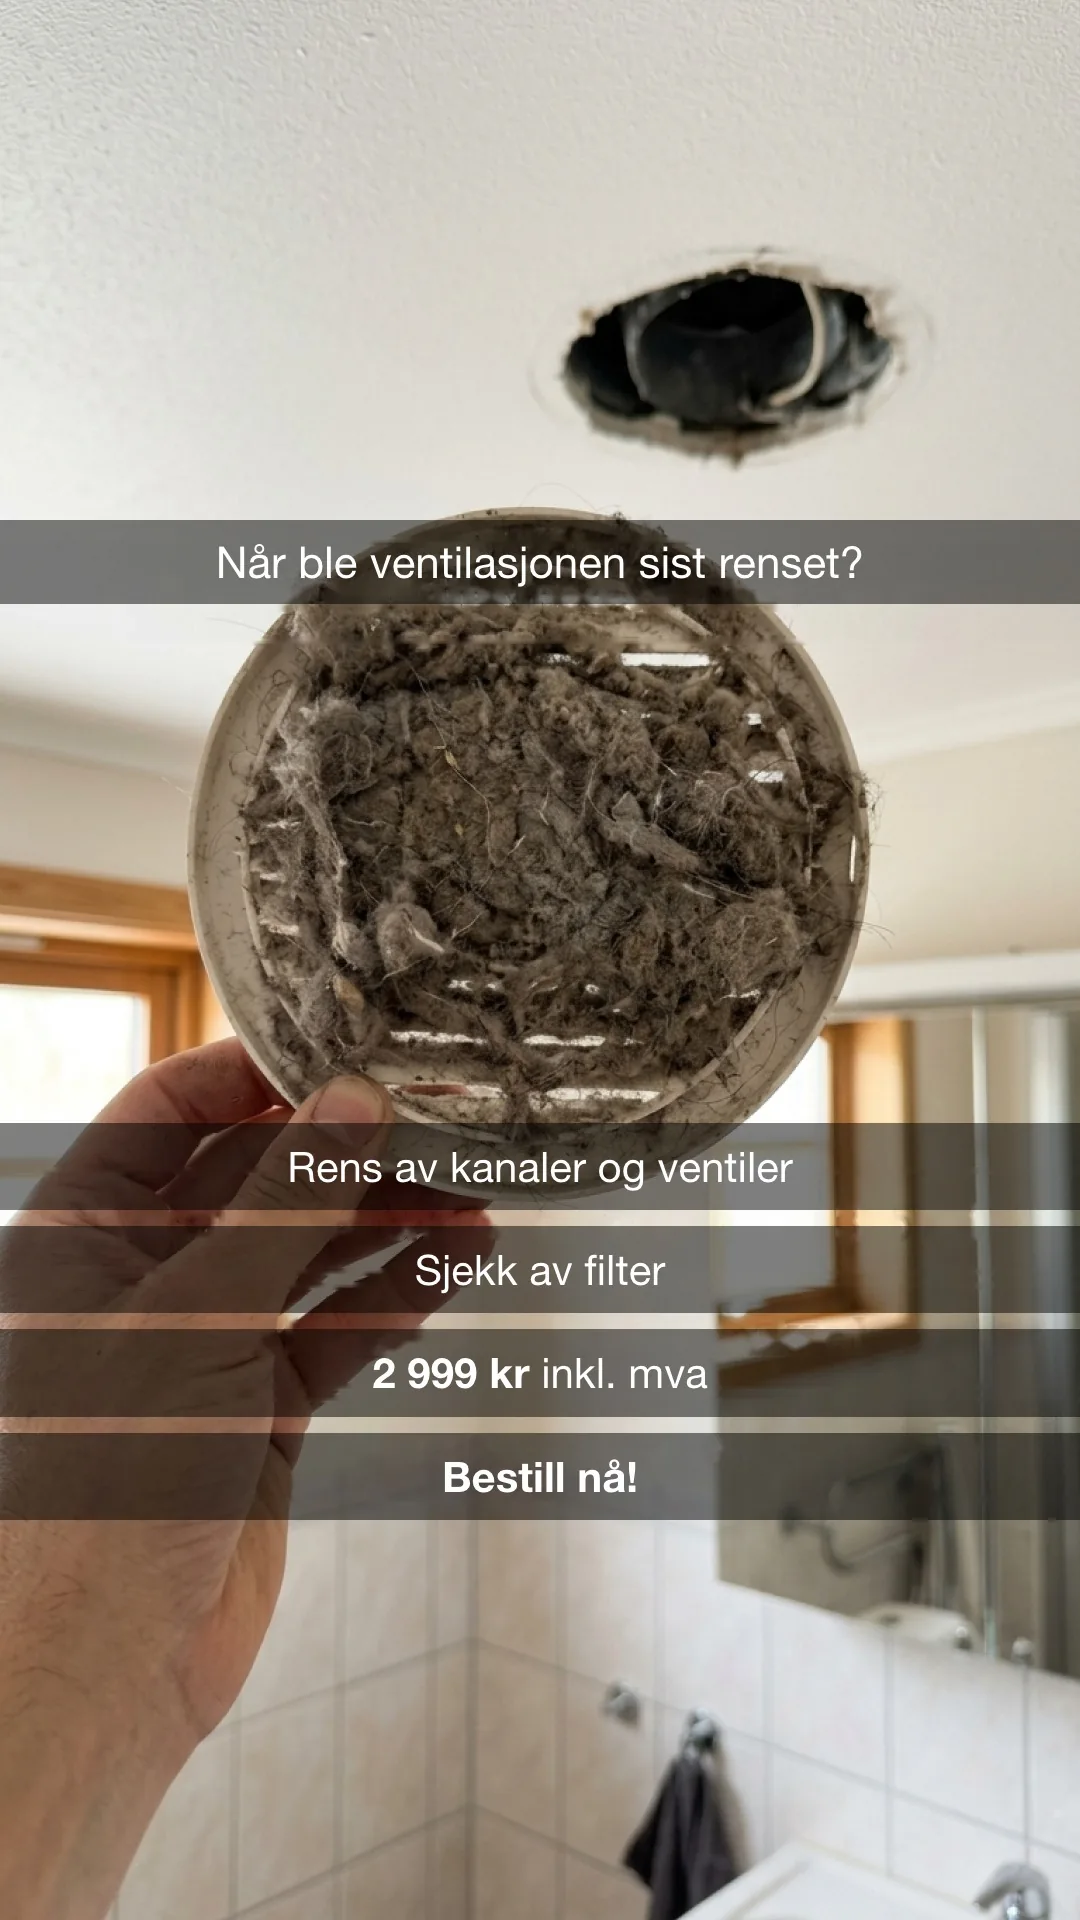 Når ble ventilasjonen sist renset?
Rens av kanaler og ventiler
Sjekk av filter
2 999 kr inkl. mva
Bestill nå!